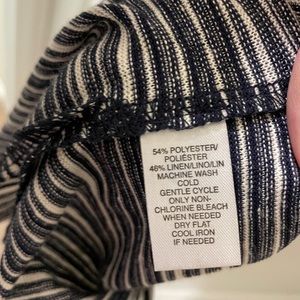 54% POLYESTER/
POLIÉSTER
46% LINEN/LINO/LIN
MACHINE WASH
COLD
GENTLE CYCLE
ONLY NON-
CHLORINE BLEACH
WHEN NEEDED
DRY FLAT
COOL IRON
IF NEEDED